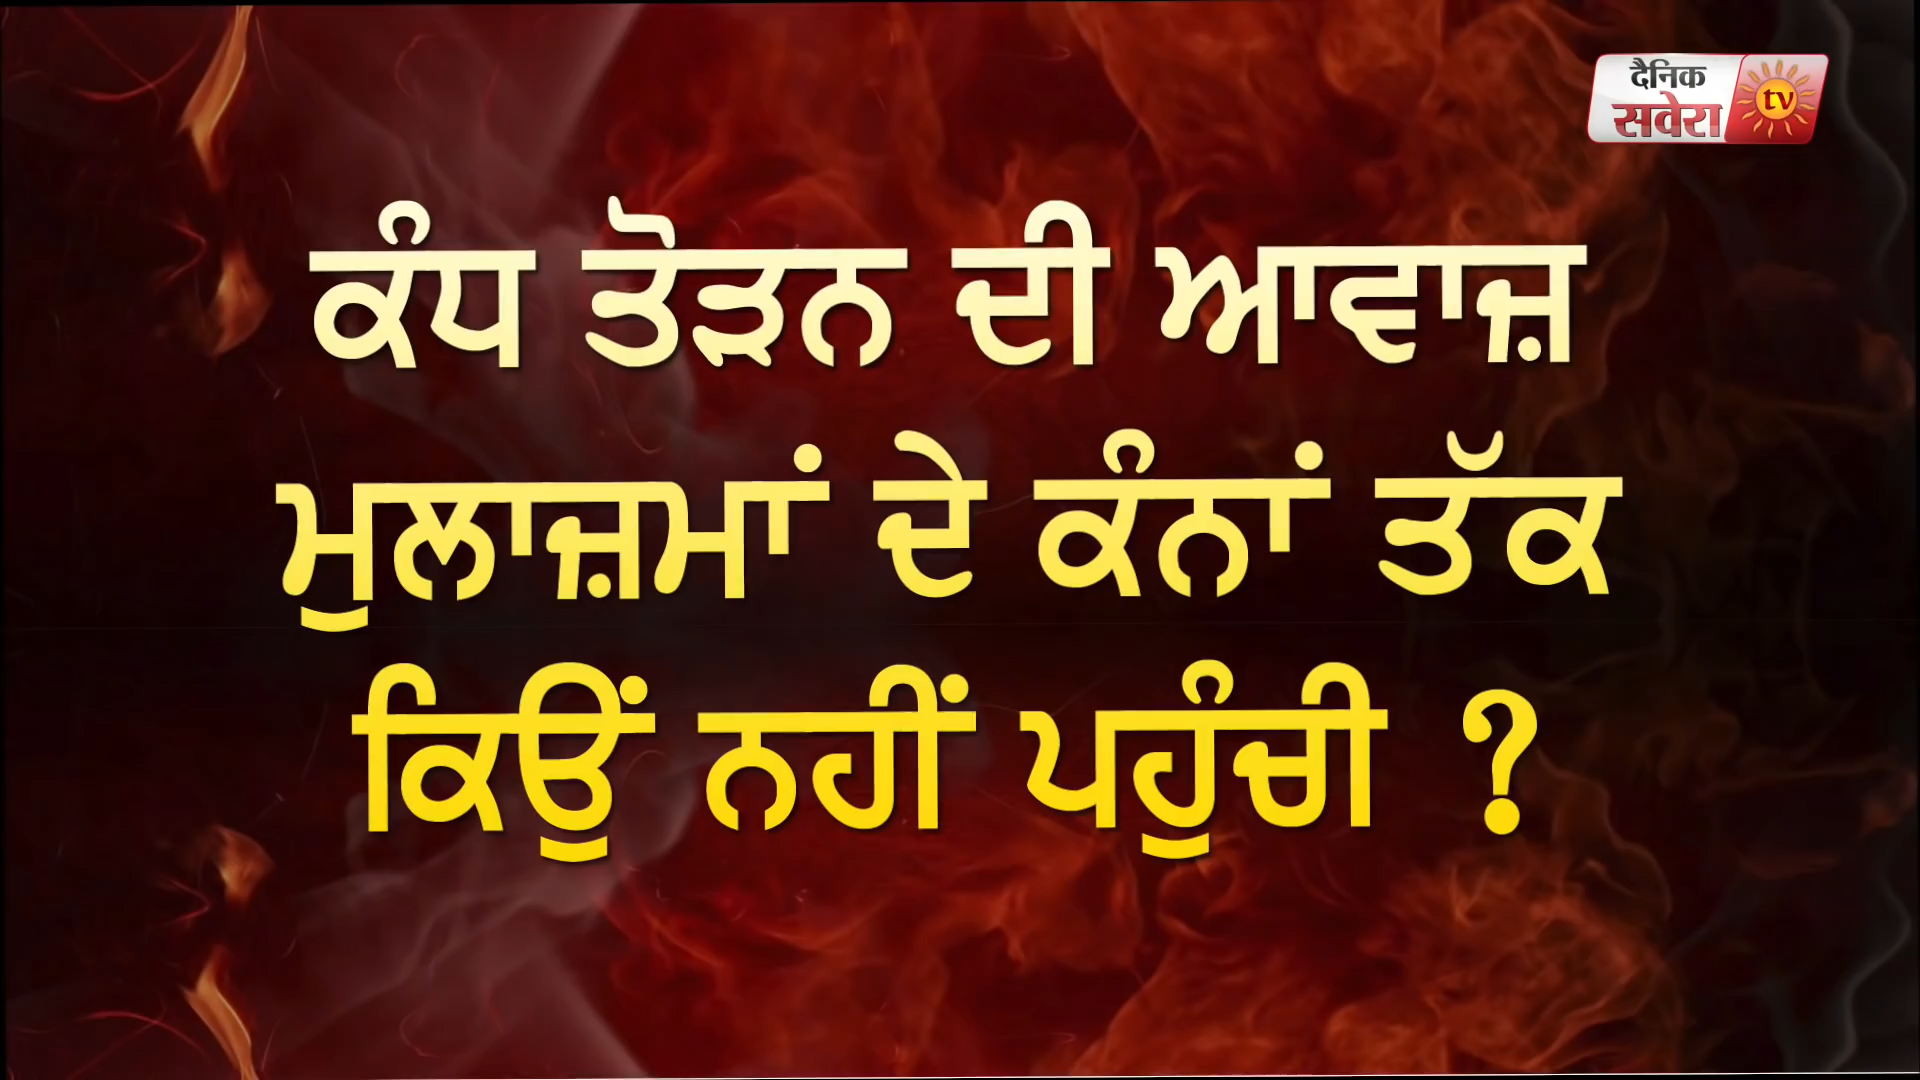 दैनिक
सवेरा
tv
ਕੰਧ ਤੋੜਨ ਦੀ ਆਵਾਜ਼
ਮੁਲਾਜ਼ਮਾਂ ਦੇ ਕੰਨਾਂ ਤੱਕ
ਕਿਉਂ ਨਹੀਂ ਪਹੁੰਚੀ ?